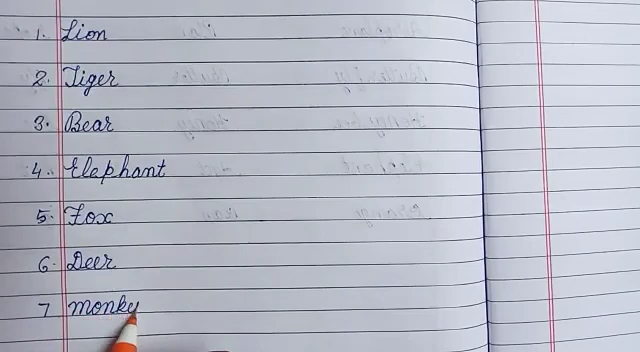 1. Lion
2. Tiger
3. Bear
4. Elephant
5. Fox
6. Deer
7 monky